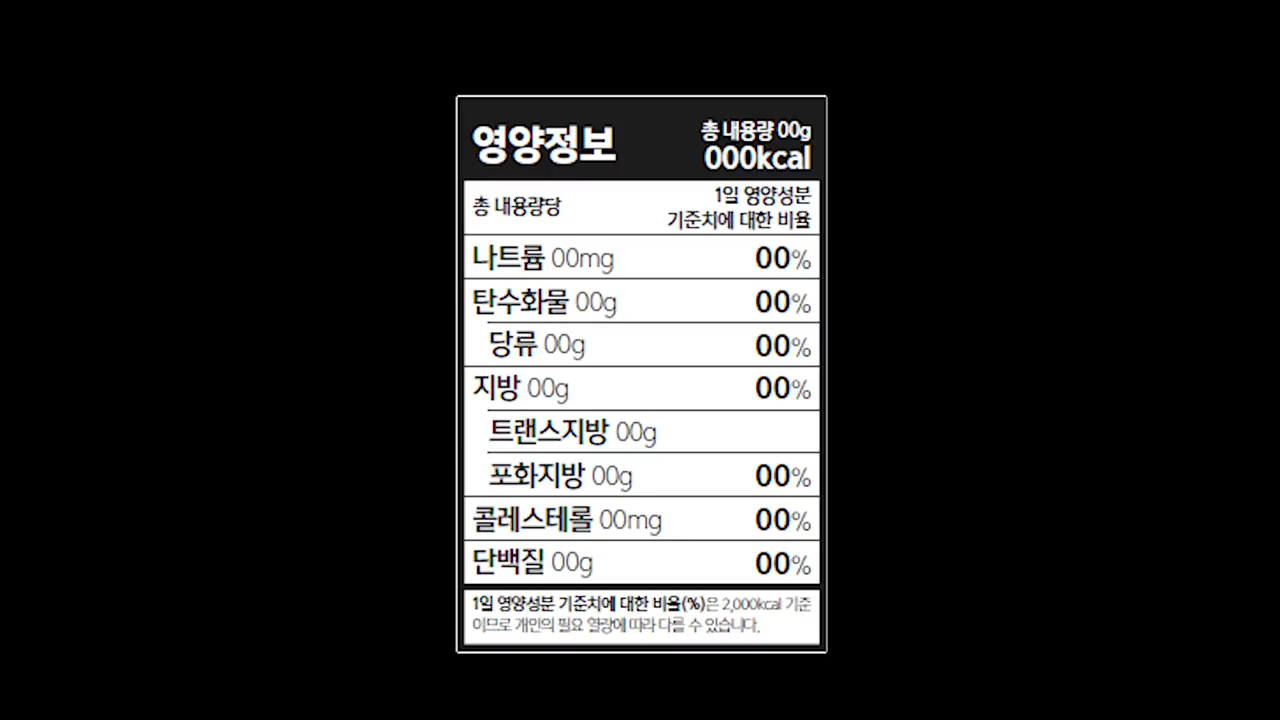 영양정보
총 내용량 00g
000kcal
총 내용량당
1일 영양성분
기준치에 대한 비율
나트륨 00mg 00%
탄수화물 00g 00%
당류 00g 00%
지방 00g 00%
트랜스지방 00g
포화지방 00g 00%
콜레스테롤 00mg 00%
단백질 00g 00%
1일 영양성분 기준치에 대한 비율(%)은 2,000kcal 기준
이므로 개인의 필요 열량에 따라 다를 수 있습니다.